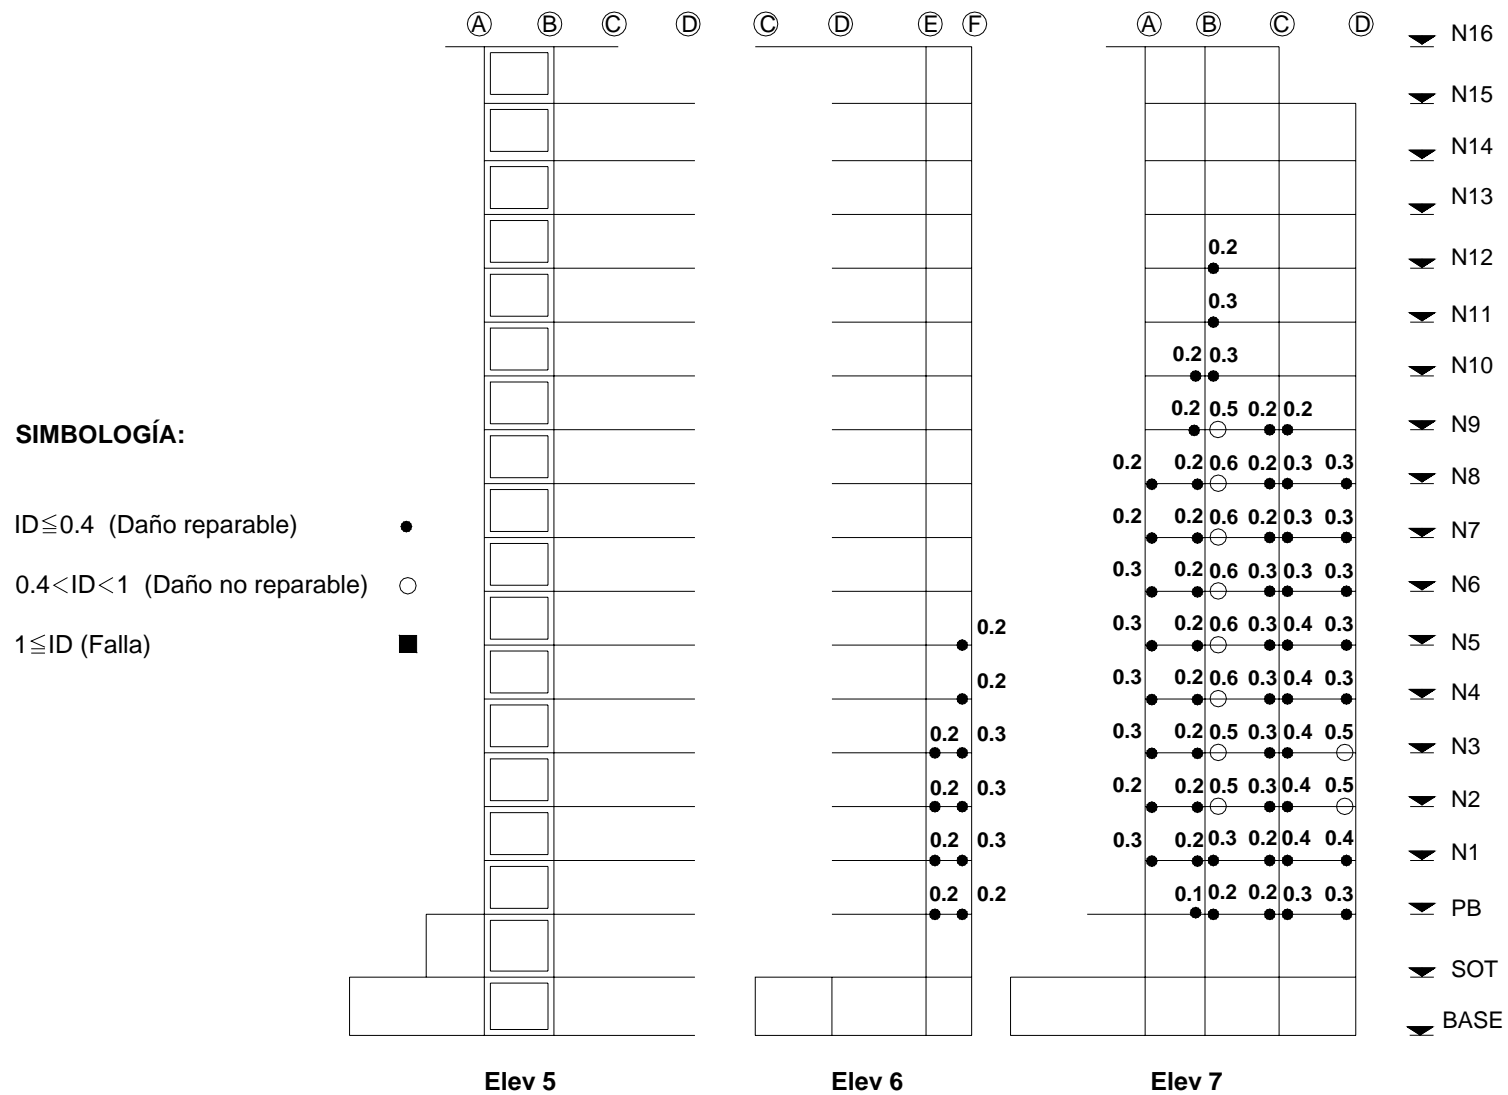 A B C D C D E F A B C D
N16
N15
N14
N13
0.2
N12
0.3
N11
0.2 0.3
N10
0.2 0.5 0.2 0.2
N9
SIMBOLOGÍA:
0.2 0.2 0.6 0.2 0.3 0.3
N8
ID≦0.4 (Daño reparable)
0.2 0.2 0.6 0.2 0.3 0.3
N7
0.4<ID<1 (Daño no reparable)
0.3 0.2 0.6 0.3 0.3 0.3
N6
1≦ID (Falla)
0.2 0.3 0.2 0.6 0.3 0.4 0.3
N5
0.2 0.3 0.2 0.6 0.3 0.4 0.3
N4
0.2 0.3 0.3 0.2 0.5 0.3 0.4 0.5
N3
0.2 0.3 0.2 0.2 0.5 0.3 0.4 0.5
N2
0.2 0.3 0.3 0.2 0.3 0.2 0.4 0.4
N1
0.2 0.2 0.1 0.2 0.2 0.3 0.3
PB
SOT
BASE
Elev 5 Elev 6 Elev 7